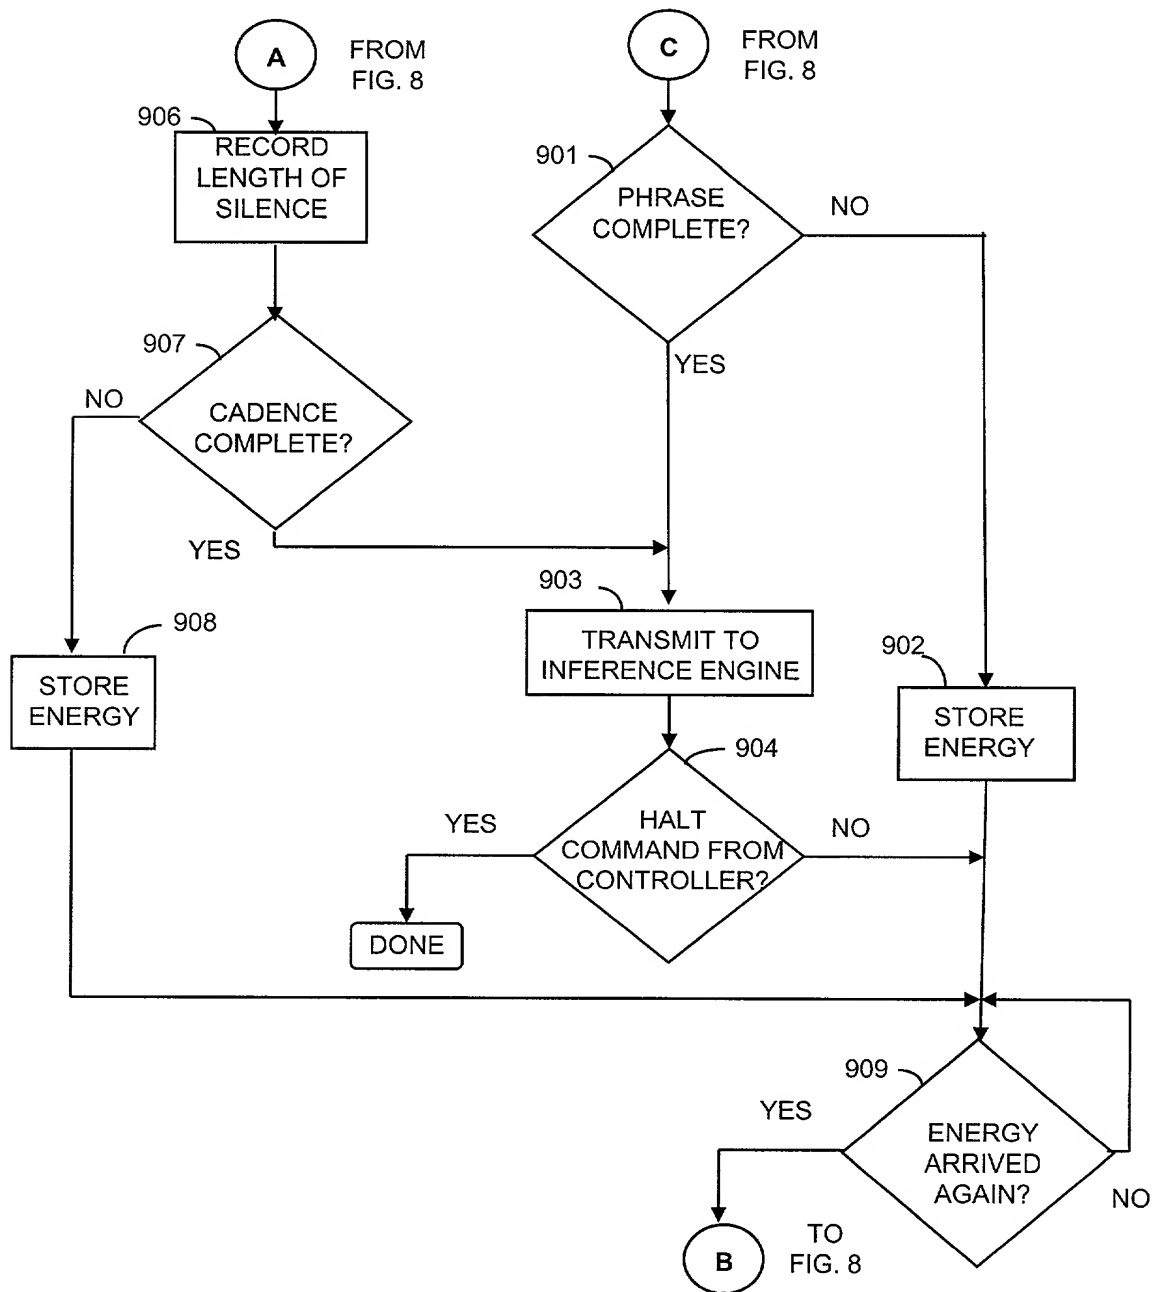 A
FROM
FIG. 8
C
FROM
FIG. 8
906
RECORD
LENGTH OF
SILENCE
901
PHRASE
COMPLETE?
NO
YES
907
NO
CADENCE
COMPLETE?
YES
903
TRANSMIT TO
INFERENCE ENGINE
908
STORE
ENERGY
902
STORE
ENERGY
904
YES
HALT
COMMAND FROM
CONTROLLER?
NO
DONE
909
YES
ENERGY
ARRIVED
AGAIN?
NO
B
TO
FIG. 8